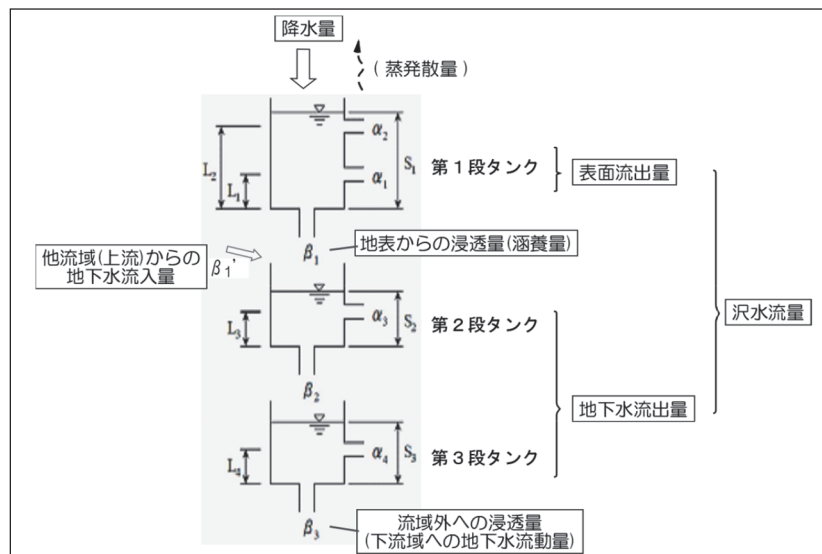 降水量
(蒸発散量)
α₂
L₂
S₁
第1段タンク
表面流出量
L₁
α₁
β₁
地表からの浸透量(涵養量)
他流域(上流)からの
地下水流入量
β₁'
沢水流量
L₃
α₃
S₂
第2段タンク
β₂
地下水流出量
L₄
α₄
S₃
第3段タンク
β₃
流域外への浸透量
(下流域への地下水流動量)